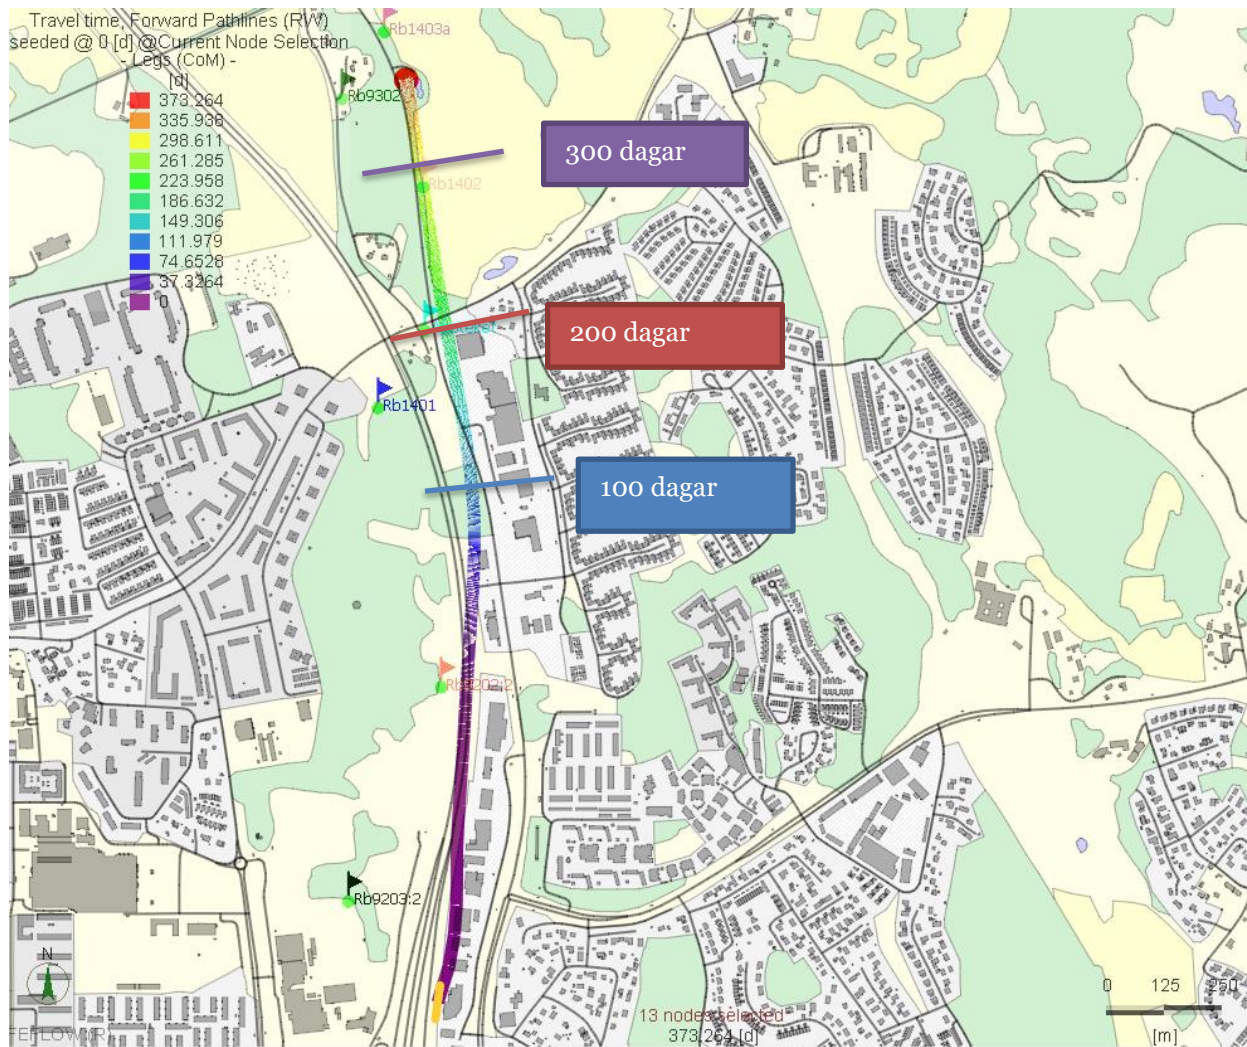 Travel time, Forward Pathlines (RW)
seeded @ 0 [d] @Current Node Selection
- Legs (CoM) -
[d]
373.264
335.938
298.611
261.285
223.958
186.632
149.306
111.979
74.6528
37.3264
0
Rb1403a
Rb9302
300 dagar
Rb1402
200 dagar
Rb1401
100 dagar
Rb9202:2
Rb9203:2
N
0 125 250
[m]
13 nodes selected
373.264 [d]